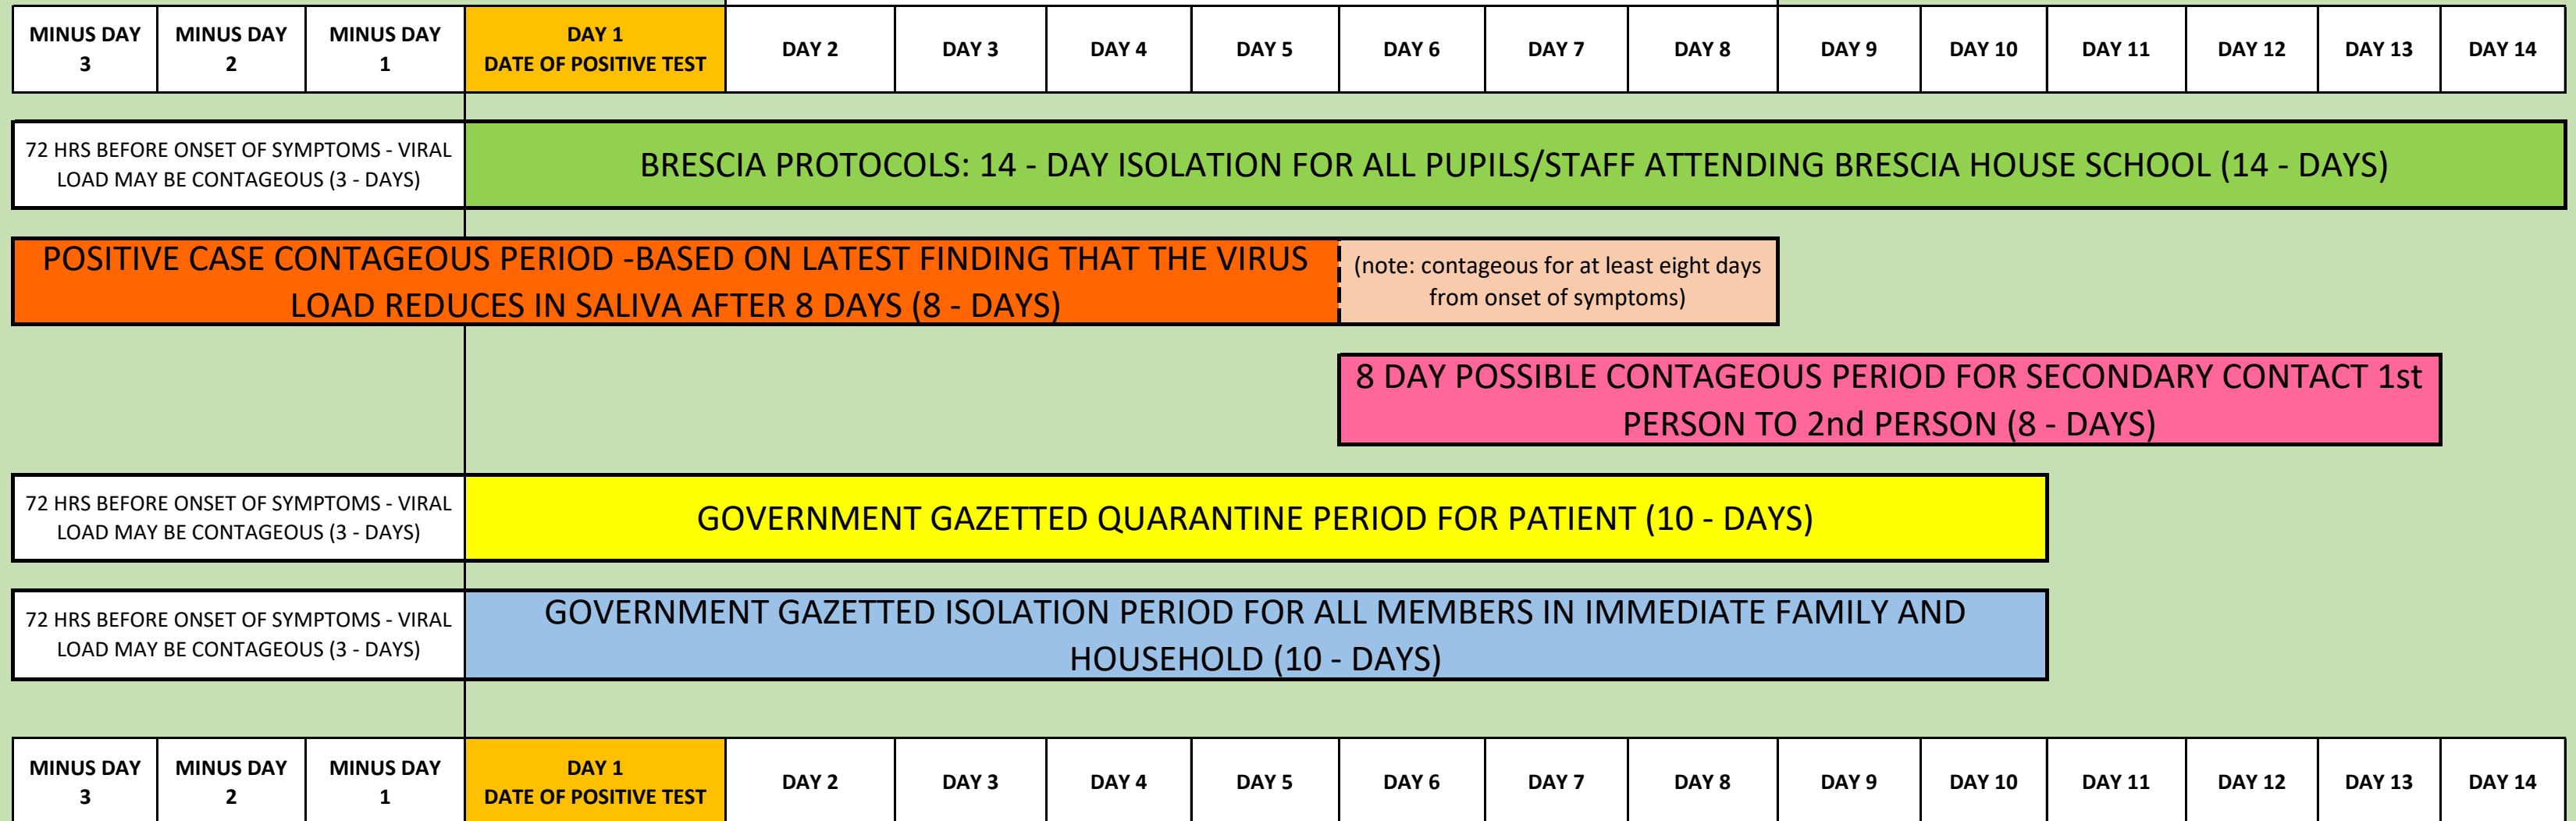 MINUS DAY
3
MINUS DAY
2
MINUS DAY
1
DAY 1
DATE OF POSITIVE TEST
DAY 2
DAY 3
DAY 4
DAY 5
DAY 6
DAY 7
DAY 8
DAY 9
DAY 10
DAY 11
DAY 12
DAY 13
DAY 14
72 HRS BEFORE ONSET OF SYMPTOMS - VIRAL
LOAD MAY BE CONTAGEOUS (3 - DAYS)
BRESCIA PROTOCOLS: 14 - DAY ISOLATION FOR ALL PUPILS/STAFF ATTENDING BRESCIA HOUSE SCHOOL (14 - DAYS)
POSITIVE CASE CONTAGEOUS PERIOD -BASED ON LATEST FINDING THAT THE VIRUS
LOAD REDUCES IN SALIVA AFTER 8 DAYS (8 - DAYS)
(note: contageous for at least eight days
from onset of symptoms)
8 DAY POSSIBLE CONTAGEOUS PERIOD FOR SECONDARY CONTACT 1st
PERSON TO 2nd PERSON (8 - DAYS)
72 HRS BEFORE ONSET OF SYMPTOMS - VIRAL
LOAD MAY BE CONTAGEOUS (3 - DAYS)
GOVERNMENT GAZETTED QUARANTINE PERIOD FOR PATIENT (10 - DAYS)
72 HRS BEFORE ONSET OF SYMPTOMS - VIRAL
LOAD MAY BE CONTAGEOUS (3 - DAYS)
GOVERNMENT GAZETTED ISOLATION PERIOD FOR ALL MEMBERS IN IMMEDIATE FAMILY AND
HOUSEHOLD (10 - DAYS)
MINUS DAY
3
MINUS DAY
2
MINUS DAY
1
DAY 1
DATE OF POSITIVE TEST
DAY 2
DAY 3
DAY 4
DAY 5
DAY 6
DAY 7
DAY 8
DAY 9
DAY 10
DAY 11
DAY 12
DAY 13
DAY 14